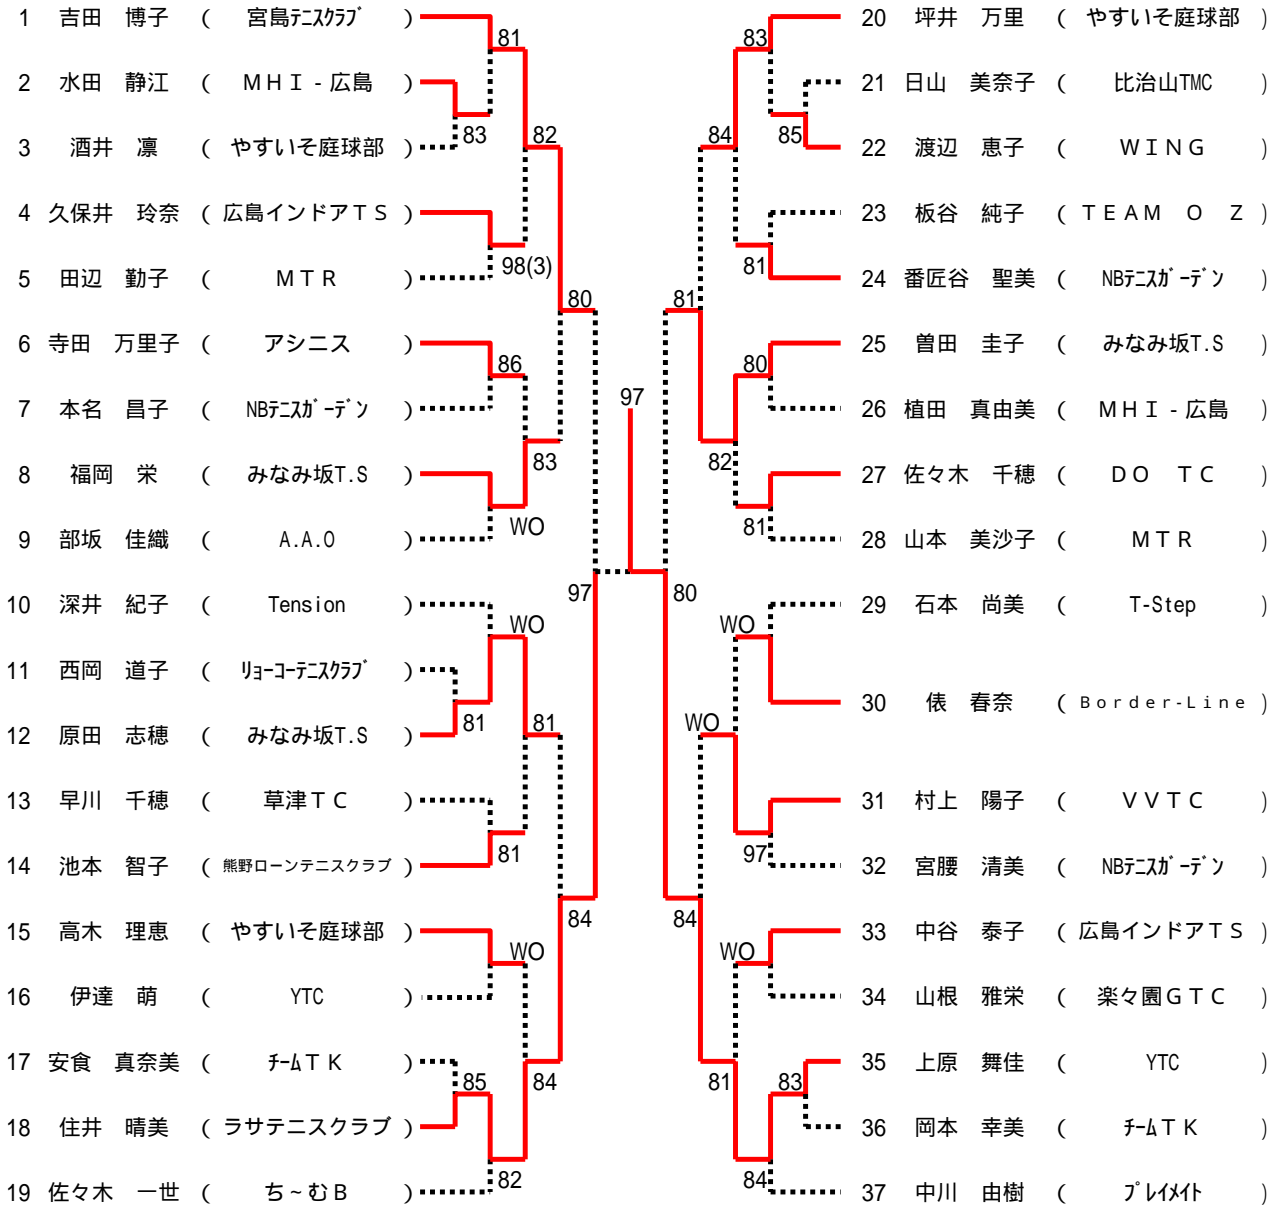 1 吉田 博子 ( 宮島ﾃﾆｽｸﾗﾌﾞ )
81
2 水田 静江 ( ＭＨＩ-広島 )
83
3 酒井 凛 ( やすいそ庭球部 )
82
4 久保井 玲奈 ( 広島インドアＴＳ )
98(3)
5 田辺 勤子 ( ＭＴＲ )
80
6 寺田 万里子 ( アシニス )
86
7 本名 昌子 ( NBﾃﾆｽｶﾞｰﾃﾞﾝ )
83
8 福岡 栄 ( みなみ坂T.S )
WO
9 部坂 佳織 ( A.A.O )
97
10 深井 紀子 ( Tension )
WO
11 西岡 道子 ( ﾘｮｰｺｰﾃﾆｽｸﾗﾌﾞ )
81
12 原田 志穂 ( みなみ坂T.S )
81
13 早川 千穂 ( 草津ＴＣ )
81
14 池本 智子 ( 熊野ローンテニスクラブ )
84
15 高木 理恵 ( やすいそ庭球部 )
WO
16 伊達 萌 ( YTC )
17 安食 真奈美 ( ﾁｰﾑＴＫ )
85
84
18 住井 晴美 ( ラサテニスクラブ )
82
19 佐々木 一世 ( ち～むＢ )
97
20 坪井 万里 ( やすいそ庭球部 )
83
21 日山 美奈子 ( 比治山TMC )
84
85
22 渡辺 恵子 ( ＷＩＮＧ )
23 板谷 純子 ( ＴＥＡＭ Ｏ Ｚ )
81
24 番匠谷 聖美 ( NBﾃﾆｽｶﾞｰﾃﾞﾝ )
81
25 曽田 圭子 ( みなみ坂T.S )
80
26 植田 真由美 ( ＭＨＩ-広島 )
82
27 佐々木 千穂 ( ＤＯ ＴＣ )
81
28 山本 美沙子 ( ＭＴＲ )
80
29 石本 尚美 ( T-Step )
WO
30 俵 春奈 ( Ｂｏｒｄｅｒ-Ｌｉｎｅ )
WO
31 村上 陽子 ( ＶＶＴＣ )
97
32 宮腰 清美 ( NBﾃﾆｽｶﾞｰﾃﾞﾝ )
84
33 中谷 泰子 ( 広島インドアＴＳ )
WO
34 山根 雅栄 ( 楽々園ＧＴＣ )
35 上原 舞佳 ( YTC )
81
83
36 岡本 幸美 ( ﾁｰﾑＴＫ )
84
37 中川 由樹 ( ﾌﾟﾚｲﾒｲﾄ )